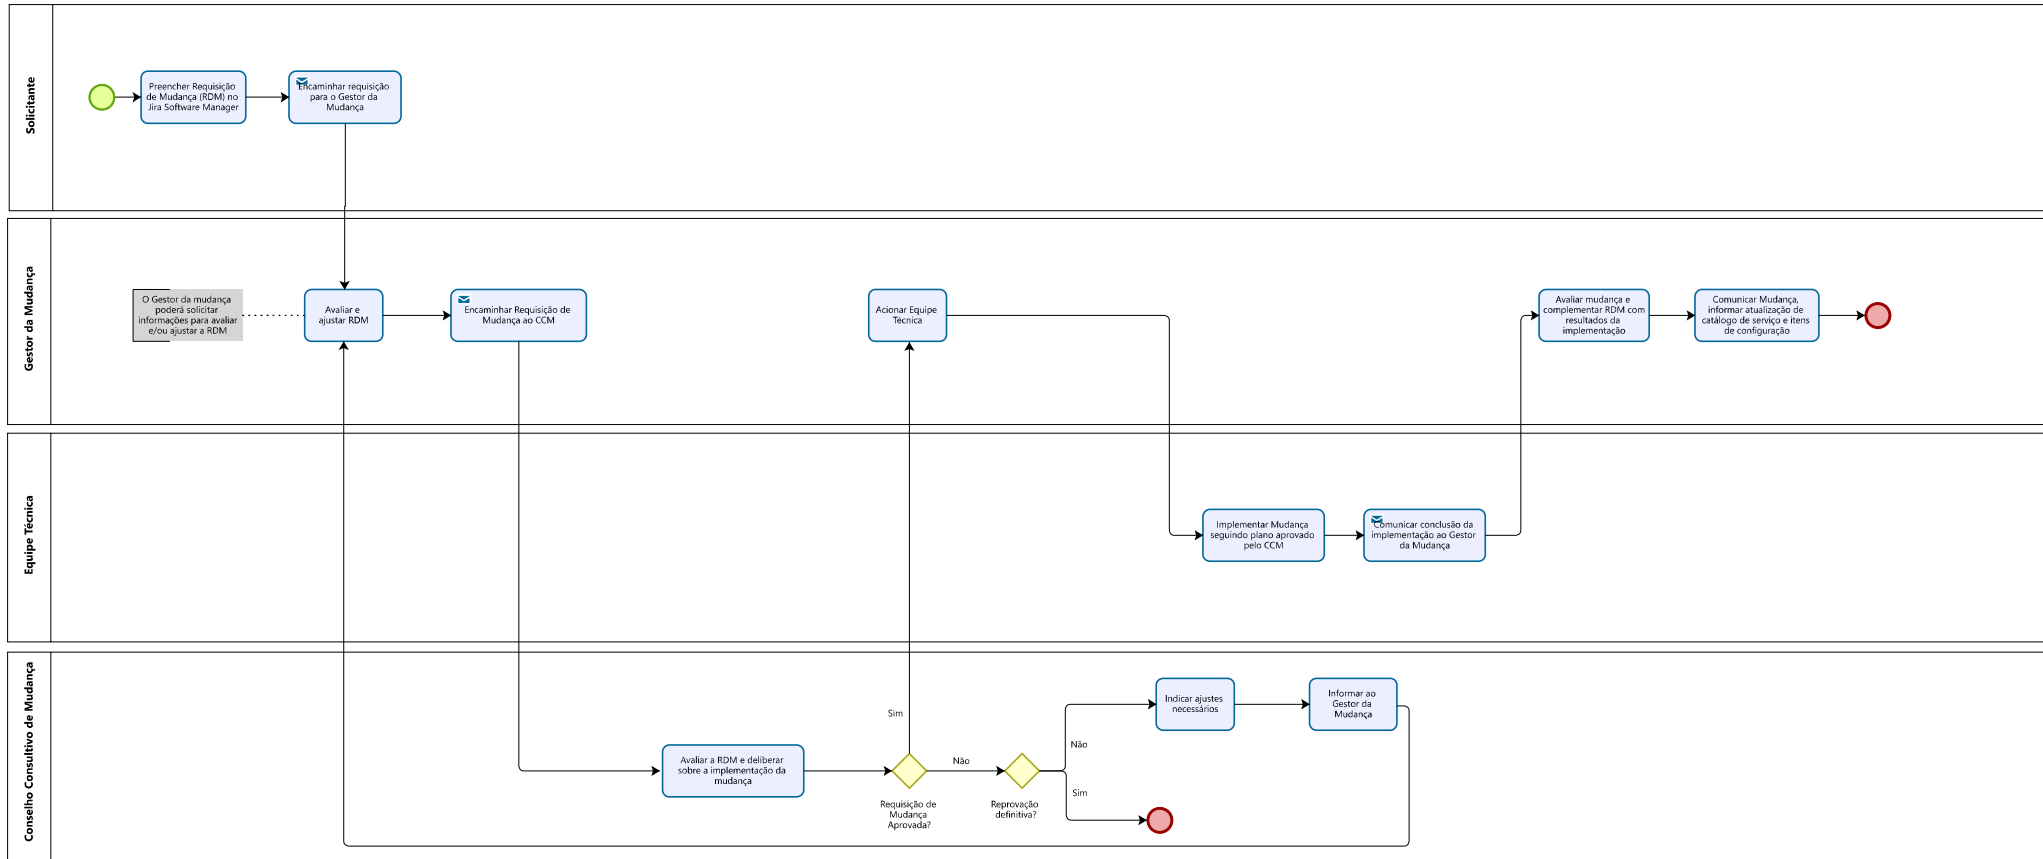 Solicitante
Preencher Requisição
de Mudança (RDM) no
Jira Software Manager
Encaminhar requisição
para o Gestor da
Mudança
Gestor da Mudança
O Gestor da mudança
poderá solicitar
informações para avaliar
e/ou ajustar a RDM
Avaliar e
ajustar RDM
Encaminhar Requisição de
Mudança ao CCM
Acionar Equipe
Técnica
Avaliar mudança e
complementar RDM com
resultados da
implementação
Comunicar Mudança,
informar atualização de
catálogo de serviço e itens
de configuração
Equipe Técnica
Implementar Mudança
seguindo plano aprovado
pelo CCM
Comunicar conclusão da
implementação ao Gestor
da Mudança
Conselho Consultivo de Mudança
Avaliar a RDM e deliberar
sobre a implementação da
mudança
Sim
Requisição de
Mudança
Aprovada?
Não
Reprovação
definitiva?
Não
Sim
Indicar ajustes
necessários
Informar ao
Gestor da
Mudança